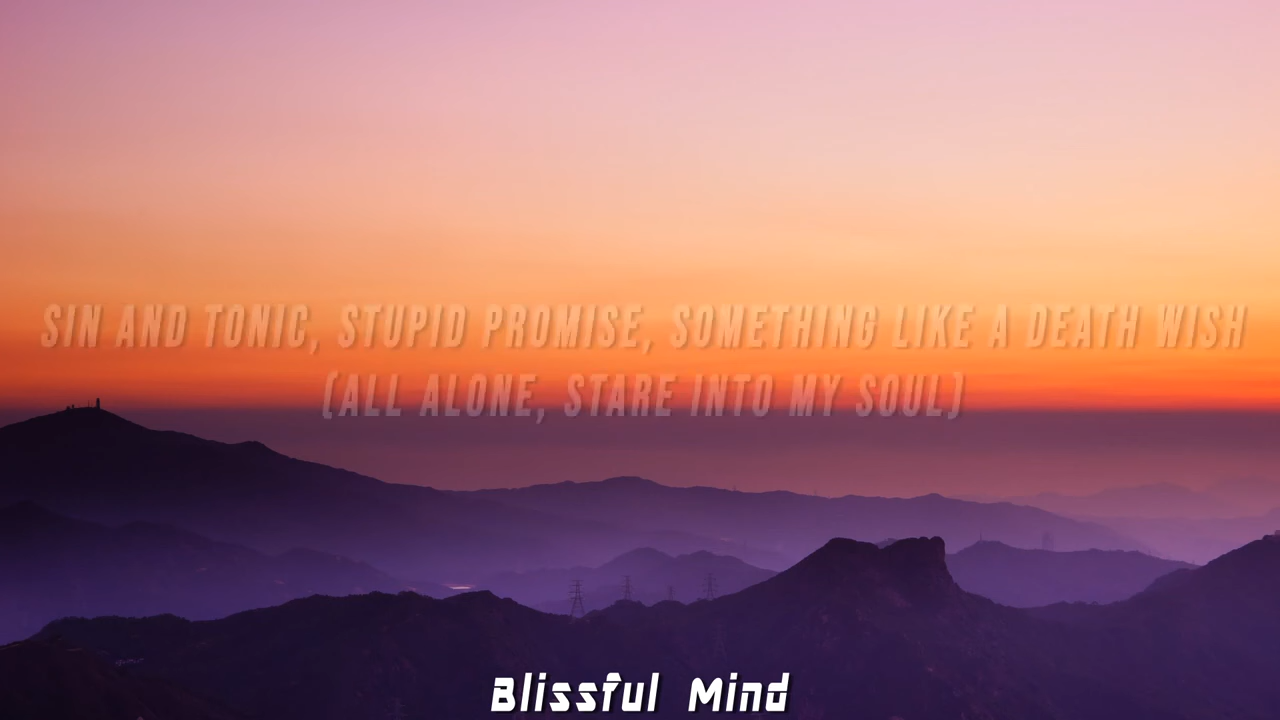 SIN AND TONIC, STUPID PROMISE, SOMETHING LIKE A DEATH WISH
(ALL ALONE, STARE INTO MY SOUL)
Blissful Mind